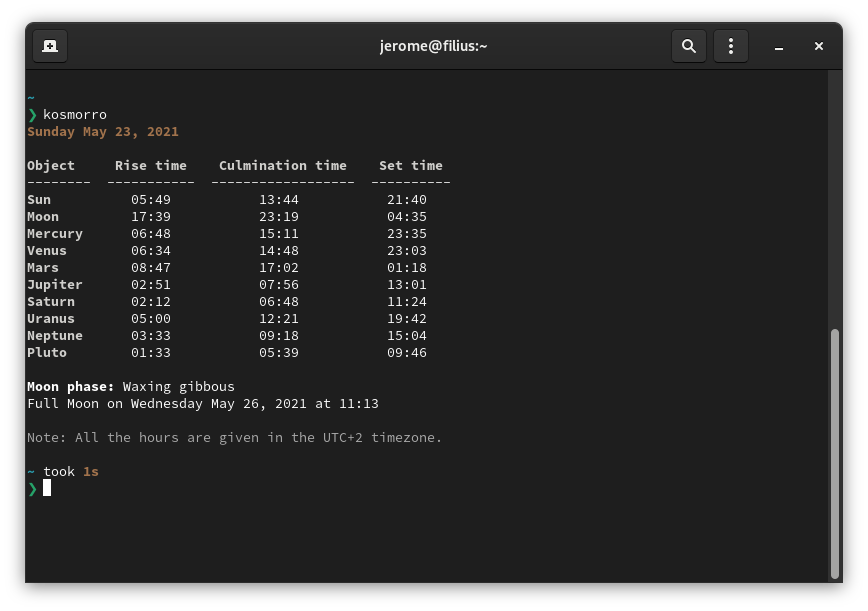 jerome@filius:~
~
❯ kosmorro
Sunday May 23, 2021
Object    Rise time    Culmination time    Set time
--------  -----------  ------------------  ----------
Sun       05:49        13:44               21:40
Moon      17:39        23:19               04:35
Mercury   06:48        15:11               23:35
Venus     06:34        14:48               23:03
Mars      08:47        17:02               01:18
Jupiter   02:51        07:56               13:01
Saturn    02:12        06:48               11:24
Uranus    05:00        12:21               19:42
Neptune   03:33        09:18               15:04
Pluto     01:33        05:39               09:46
Moon phase: Waxing gibbous
Full Moon on Wednesday May 26, 2021 at 11:13
Note: All the hours are given in the UTC+2 timezone.
~ took 1s
❯